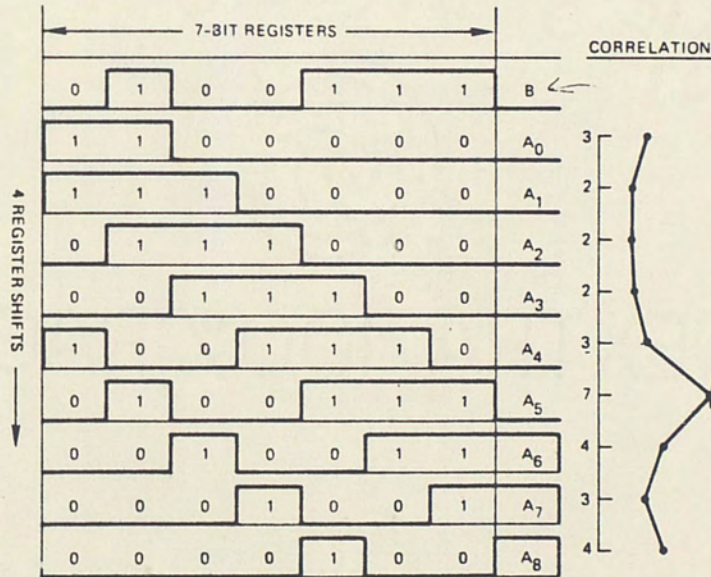 7-BIT REGISTERS
CORRELATION
0 1 0 0 1 1 1 B
1 1 0 0 0 0 0 A0 3
1 1 1 0 0 0 0 A1 2
0 1 1 1 0 0 0 A2 2
0 0 1 1 1 0 0 A3 2
1 0 0 1 1 1 0 A4 3
0 1 0 0 1 1 1 A5 7
0 0 1 0 0 1 1 A6 4
0 0 0 1 0 0 1 A7 3
0 0 0 0 1 0 0 A8 4
4 REGISTER SHIFTS